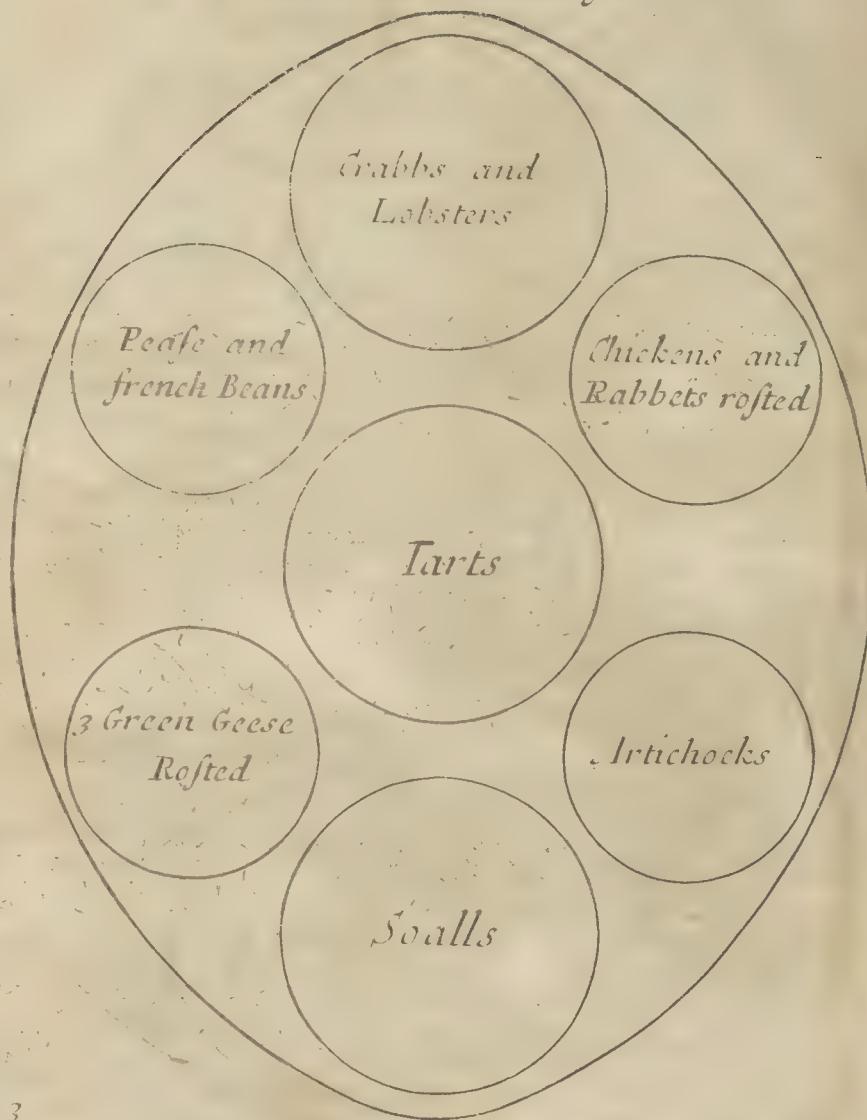 Crabbs and
Lobsters
Pease and
french Beans
Chickens and
Rabbets roſted
Tarts
3 Green Geese
Roſted
Artichocks
Soalls
3